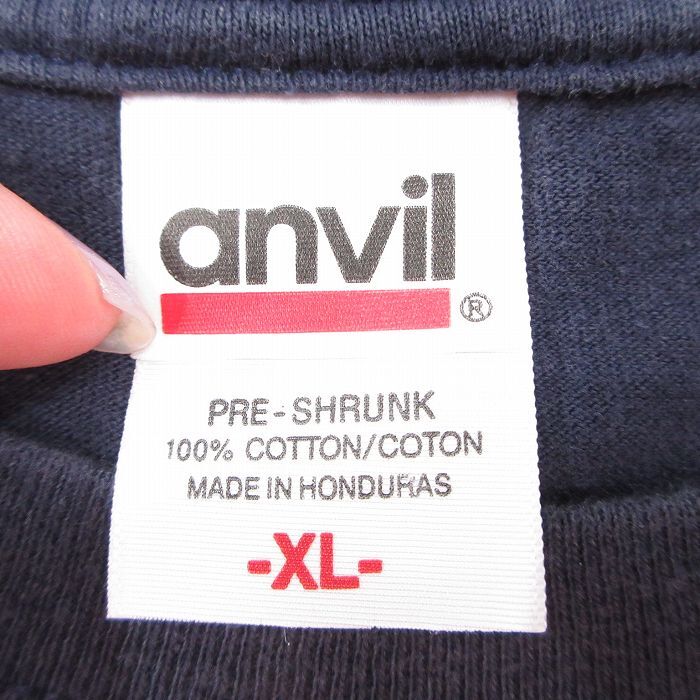 anvil®
PRE-SHRUNK
100% COTTON/COTON
MADE IN HONDURAS
-XL-